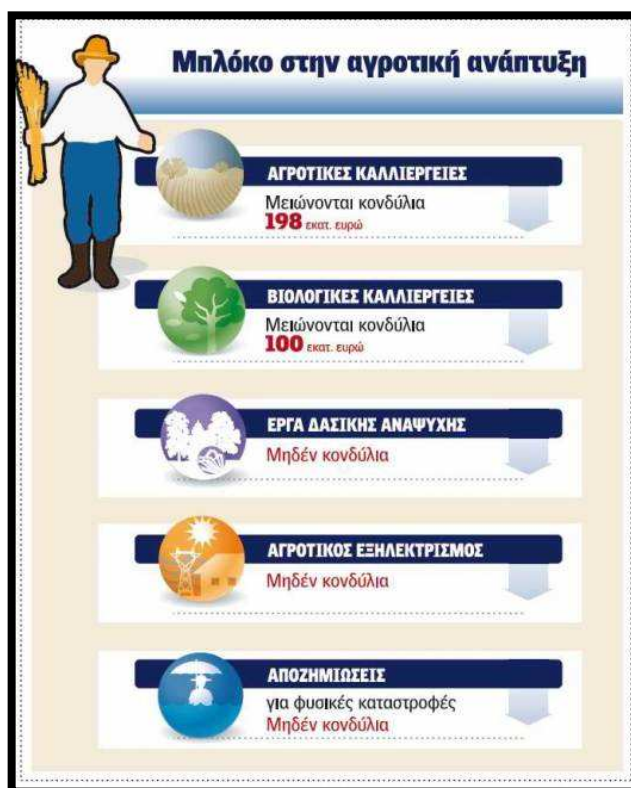 Μπλόκο στην αγροτική ανάπτυξη
ΑΓΡΟΤΙΚΕΣ ΚΑΛΛΙΕΡΓΕΙΕΣ
Μειώνονται κονδύλια
198 εκατ. ευρώ
ΒΙΟΛΟΓΙΚΕΣ ΚΑΛΛΙΕΡΓΕΙΕΣ
Μειώνονται κονδύλια
100 εκατ. ευρώ
ΕΡΓΑ ΔΑΣΙΚΗΣ ΑΝΑΨΥΧΗΣ
Μηδέν κονδύλια
ΑΓΡΟΤΙΚΟΣ ΕΞΗΛΕΚΤΡΙΣΜΟΣ
Μηδέν κονδύλια
ΑΠΟΖΗΜΙΩΣΕΙΣ
για φυσικές καταστροφές
Μηδέν κονδύλια